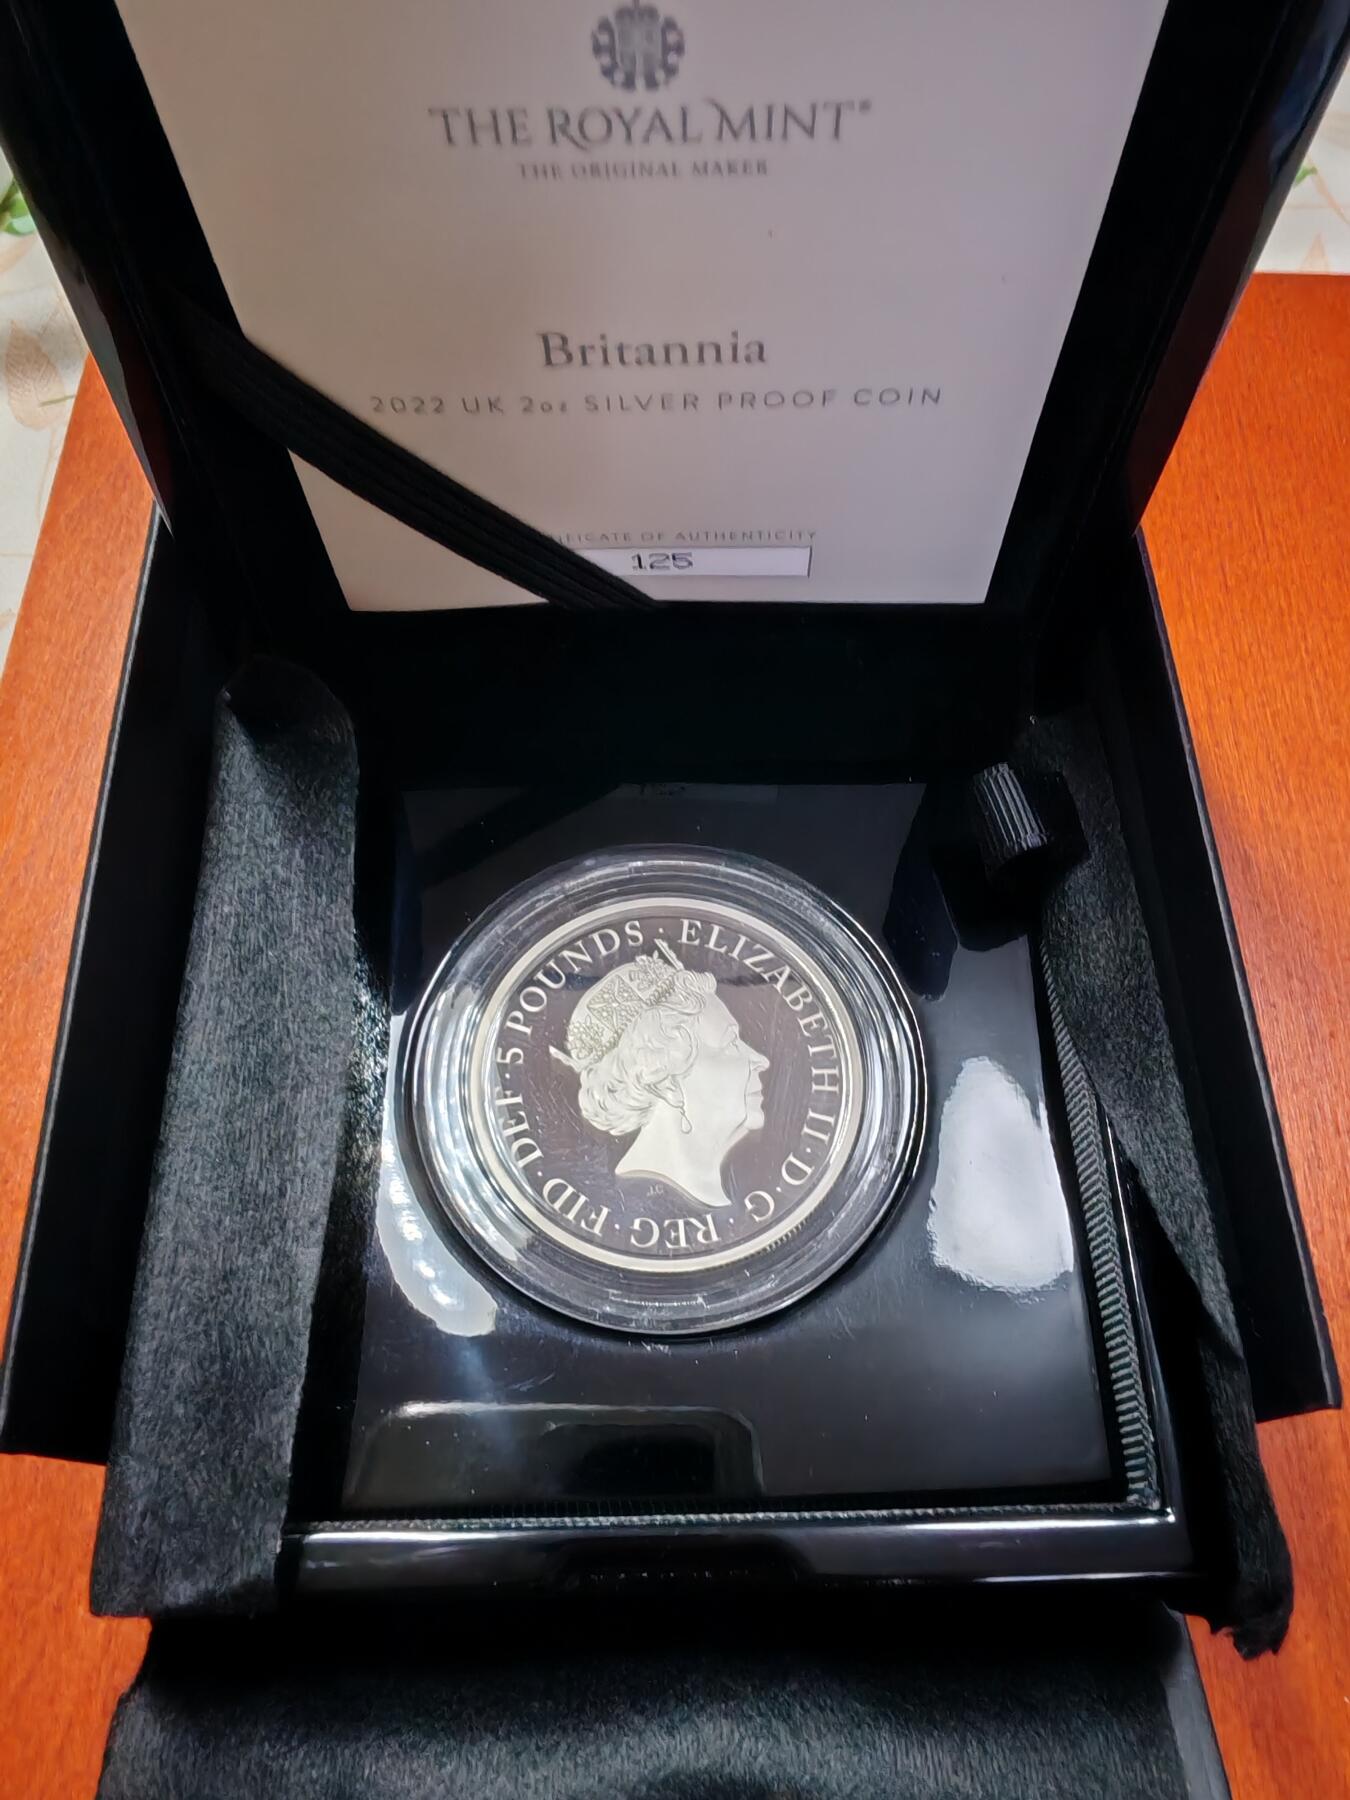 THE ROYAL MINT®
THE ORIGINAL MAKER
Britannia
2022 UK 2oz SILVER PROOF COIN
OF AUTHENTICITY
125
ELIZABETH II · D · G · REG · FID · DEF · 5 POUNDS ·